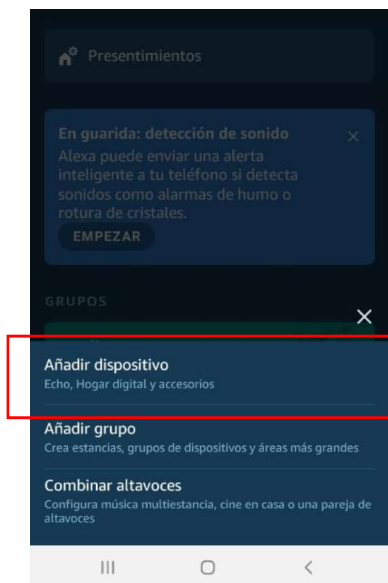 Presentimientos
En guarida: detección de sonido
Alexa puede enviar una alerta
inteligente a tu teléfono si detecta
sonidos como alarmas de humo o
rotura de cristales.
EMPEZAR
GRUPOS
Añadir dispositivo
Echo, Hogar digital y accesorios
Añadir grupo
Crea estancias, grupos de dispositivos y áreas más grandes
Combinar altavoces
Configura música multiestancia, cine en casa o una pareja de
altavoces